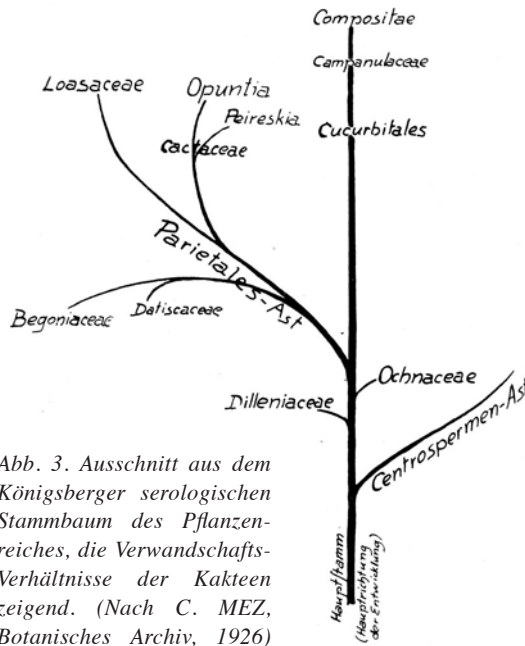 Compositae
Campanulaceae
Cucurbitales
Loasaceae
Opuntia
Peireskia
Cactaceae
Parietales-Ast
Begoniaceae
Datiscaceae
Dilleniaceae
Ochnaceae
Centrospermen-Ast
Hauptstamm
(Hauptrichtung
der Entwicklung)
Abb. 3. Ausschnitt aus dem
Königsberger serologischen
Stammbaum des Pflanzen-
reiches, die Verwandschafts-
Verhältnisse der Kakteen
zeigend. (Nach C. MEZ,
Botanisches Archiv, 1926)